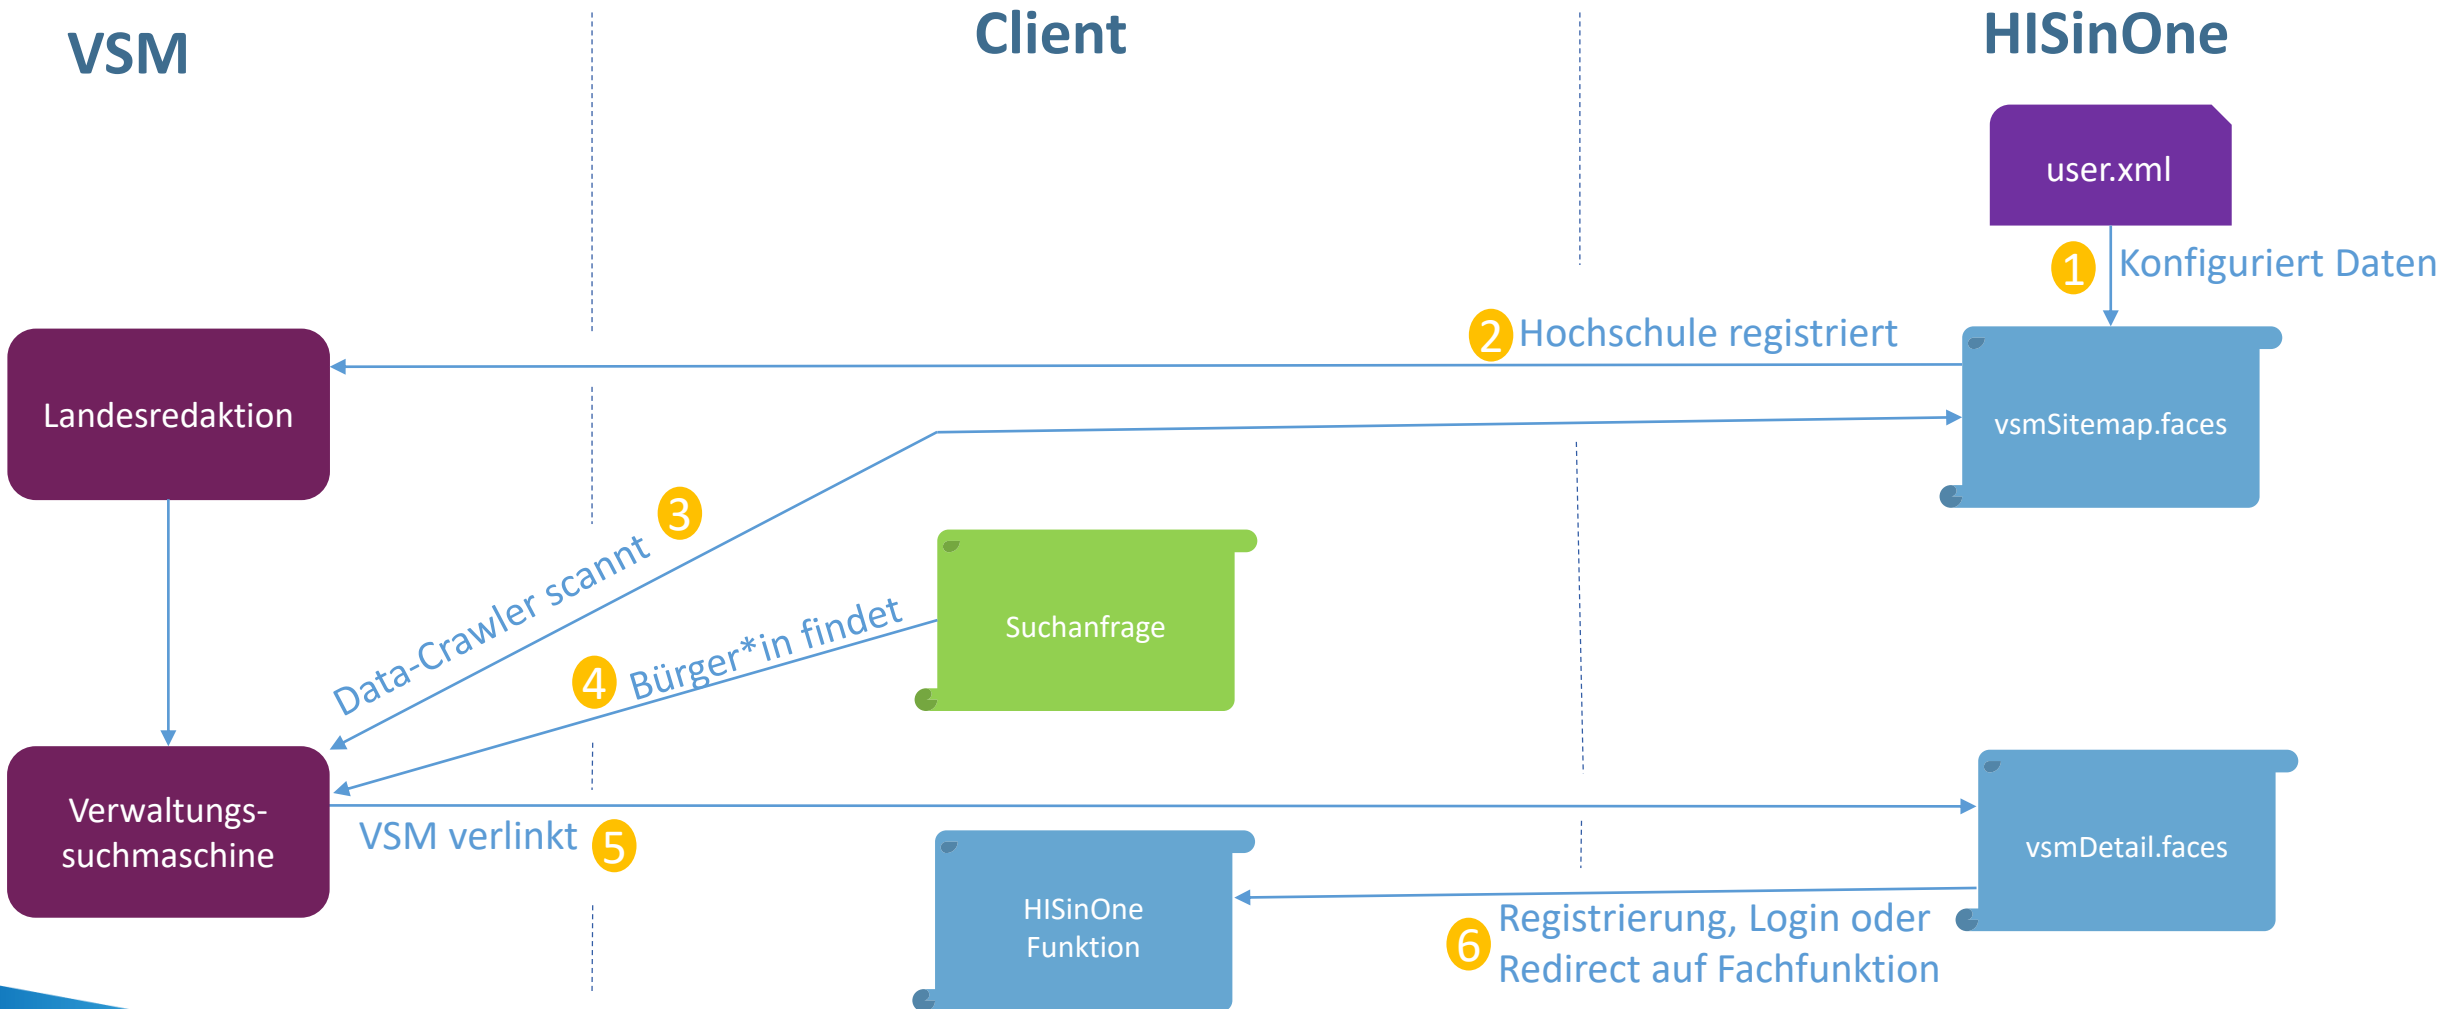 VSM
Client
HISinOne
user.xml
1 Konfiguriert Daten
2 Hochschule registriert
Landesredaktion
vsmSitemap.faces
3
Data-Crawler scannt
Suchanfrage
4 Bürger*in findet
Verwaltungs-
suchmaschine
VSM verlinkt 5
vsmDetail.faces
HISinOne
Funktion
6 Registrierung, Login oder
Redirect auf Fachfunktion